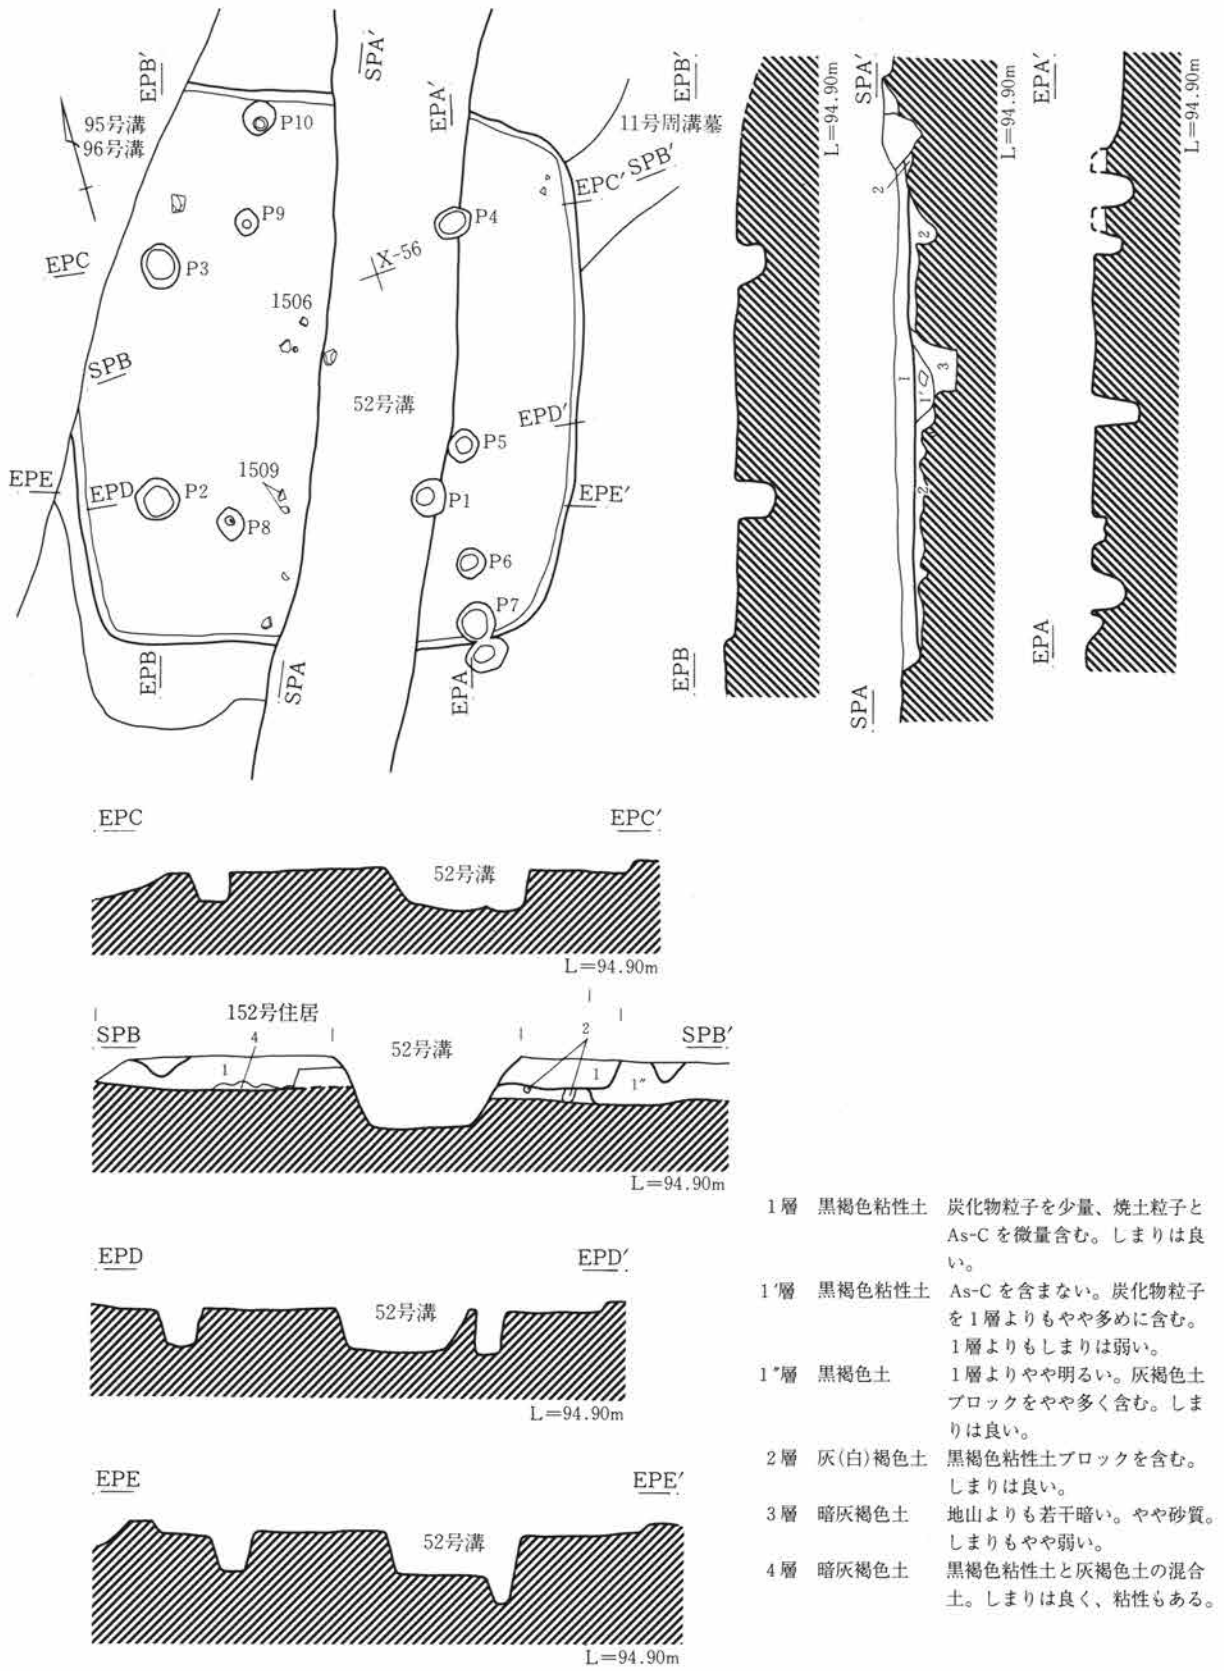 EPB′
SPA′
EPA′
95号溝
96号溝
P10
11号周溝墓
EPC′
SPB′
P9
P4
EPC
P3
X-56
1506
SPB
52号溝
EPD′
P5
1509
EPE
EPD
P2
P8
P1
EPE′
P6
P7
EPB
SPA
EPA
EPB′
L=94.90m
EPB
SPA′
L=94.90m
2
2
1
1′
3
2
SPA
EPA′
L=94.90m
EPA
EPC
EPC′
52号溝
L=94.90m
152号住居
SPB
4
52号溝
2
SPB′
1
1
1″
L=94.90m
EPD
EPD′
52号溝
L=94.90m
EPE
EPE′
52号溝
L=94.90m
1層 黒褐色粘性土 炭化物粒子を少量、焼土粒子と
As-C を微量含む。しまりは良
い。
1′層 黒褐色粘性土 As-C を含まない。炭化物粒子
を1層よりもやや多めに含む。
1層よりもしまりは弱い。
1″層 黒褐色土 1層よりやや明るい。灰褐色土
ブロックをやや多く含む。しま
りは良い。
2層 灰(白)褐色土 黒褐色粘性土ブロックを含む。
しまりは良い。
3層 暗灰褐色土 地山よりも若干暗い。やや砂質。
しまりもやや弱い。
4層 暗灰褐色土 黒褐色粘性土と灰褐色土の混合
土。しまりは良く、粘性もある。